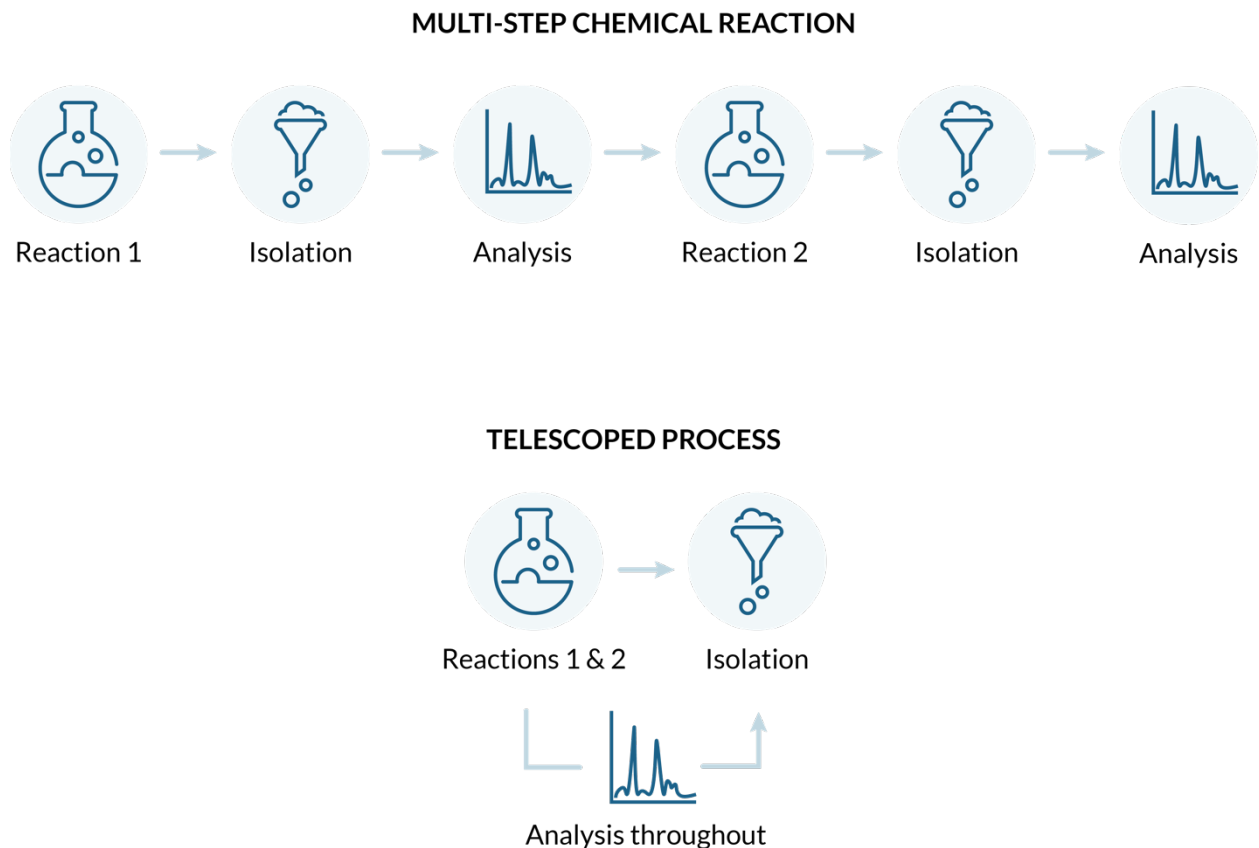 MULTI-STEP CHEMICAL REACTION
Reaction 1
Isolation
Analysis
Reaction 2
Isolation
Analysis
TELESCOPED PROCESS
Reactions 1 & 2
Isolation
Analysis throughout